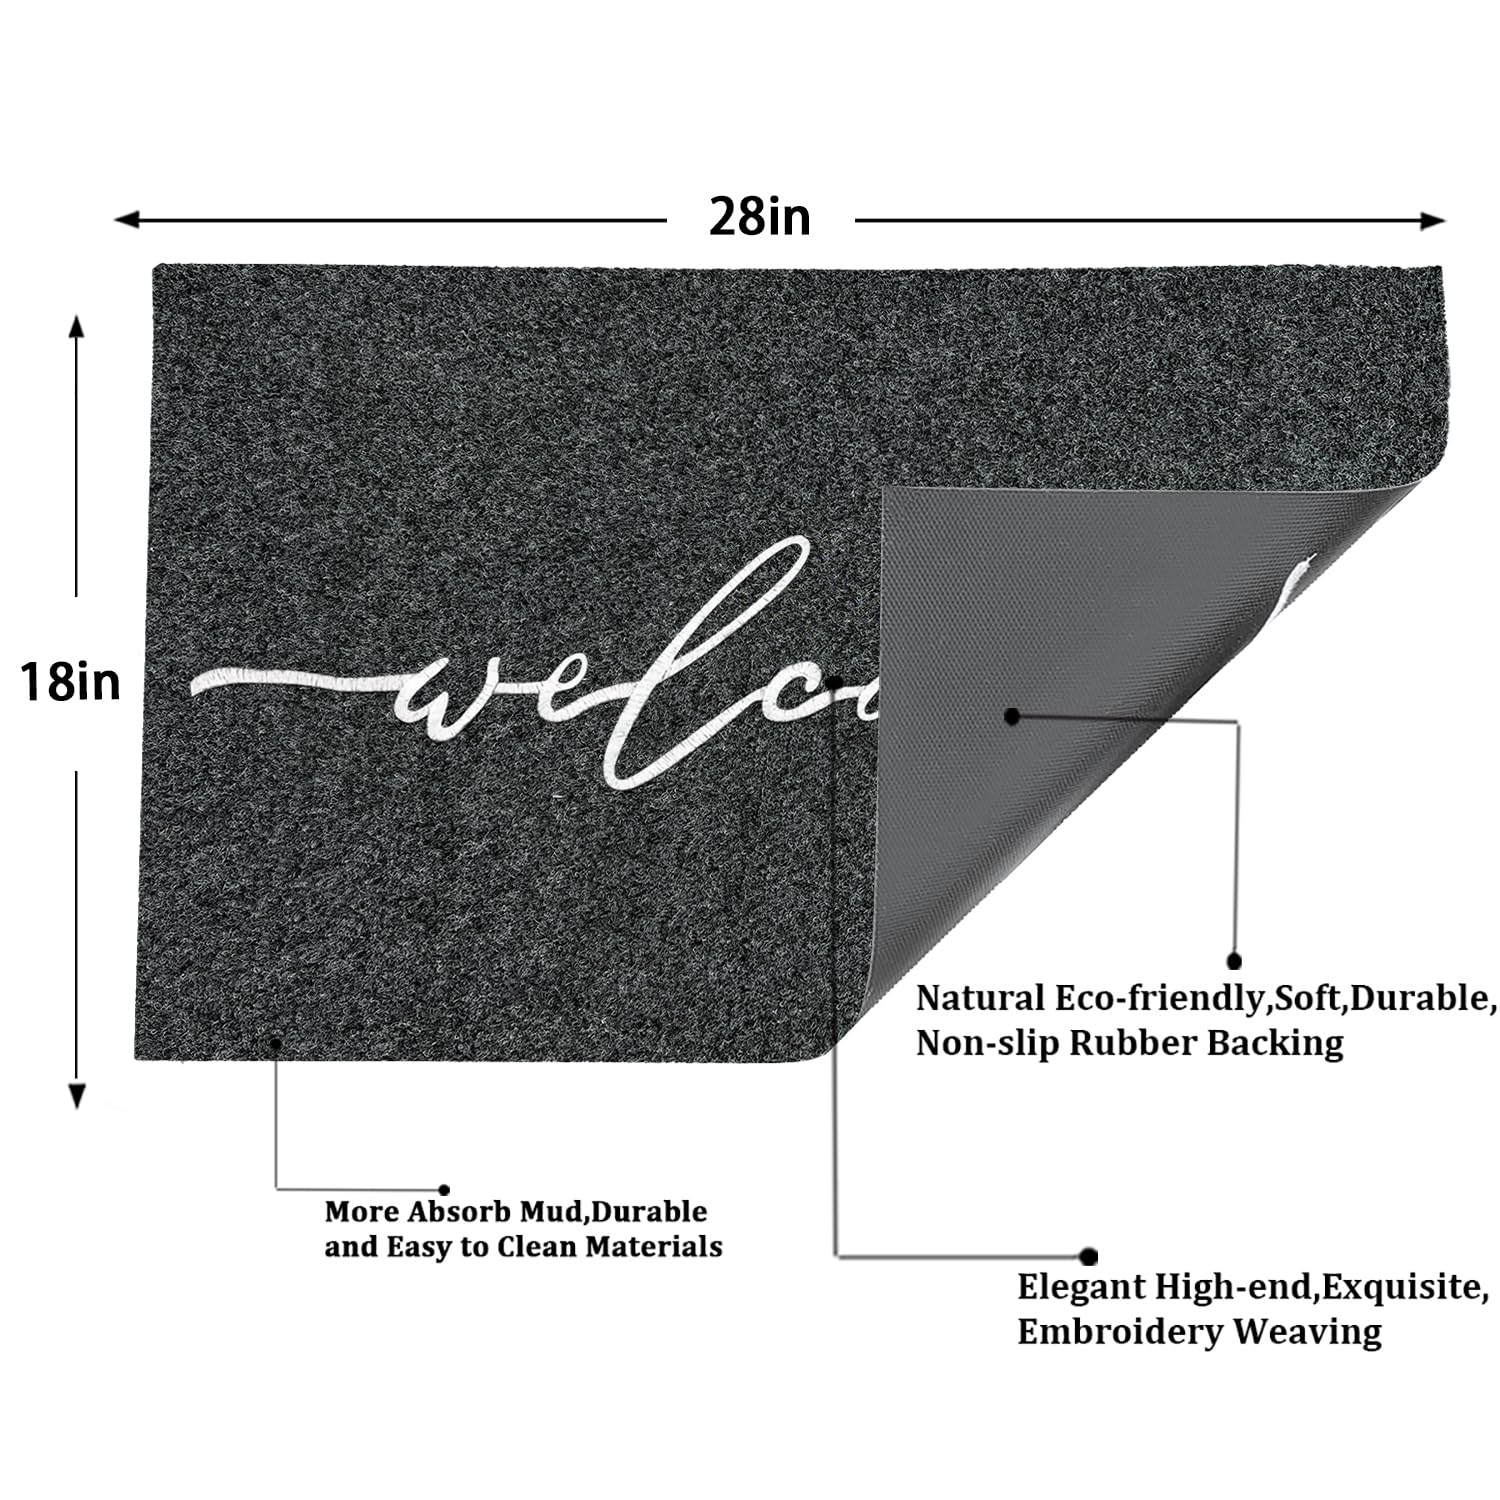 28in
18in
welco
Natural Eco-friendly,Soft,Durable,
Non-slip Rubber Backing
More Absorb Mud,Durable
and Easy to Clean Materials
Elegant High-end,Exquisite,
Embroidery Weaving